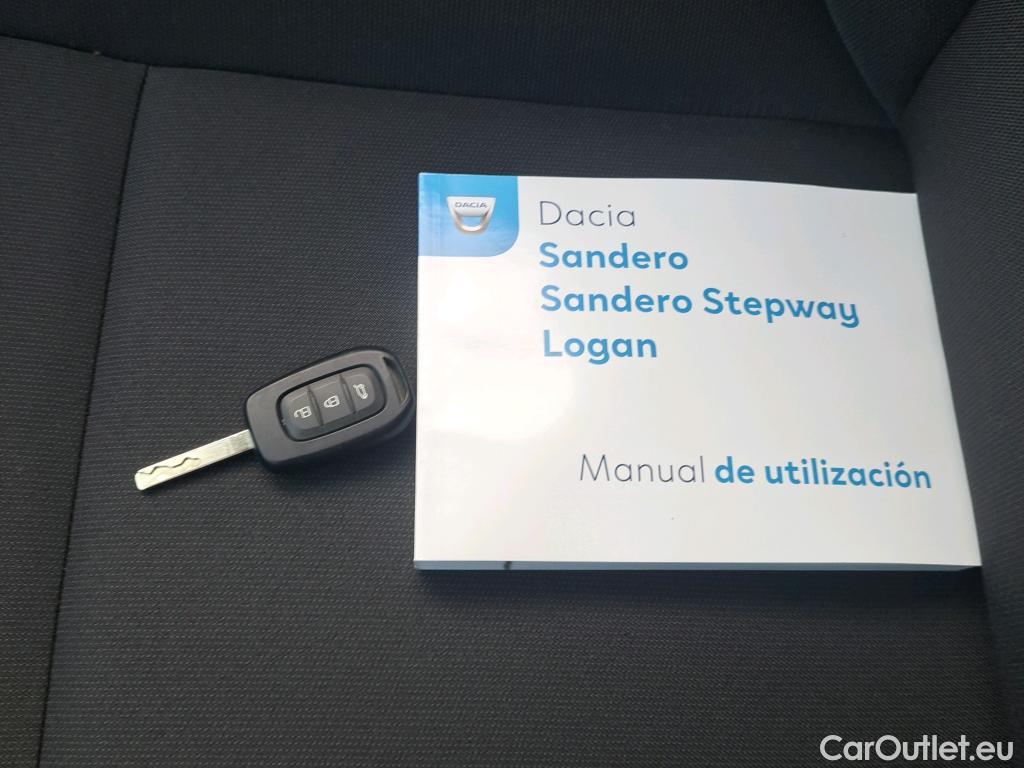 DACIA
Dacia
Sandero
Sandero Stepway
Logan
Manual de utilización
CarOutlet.eu